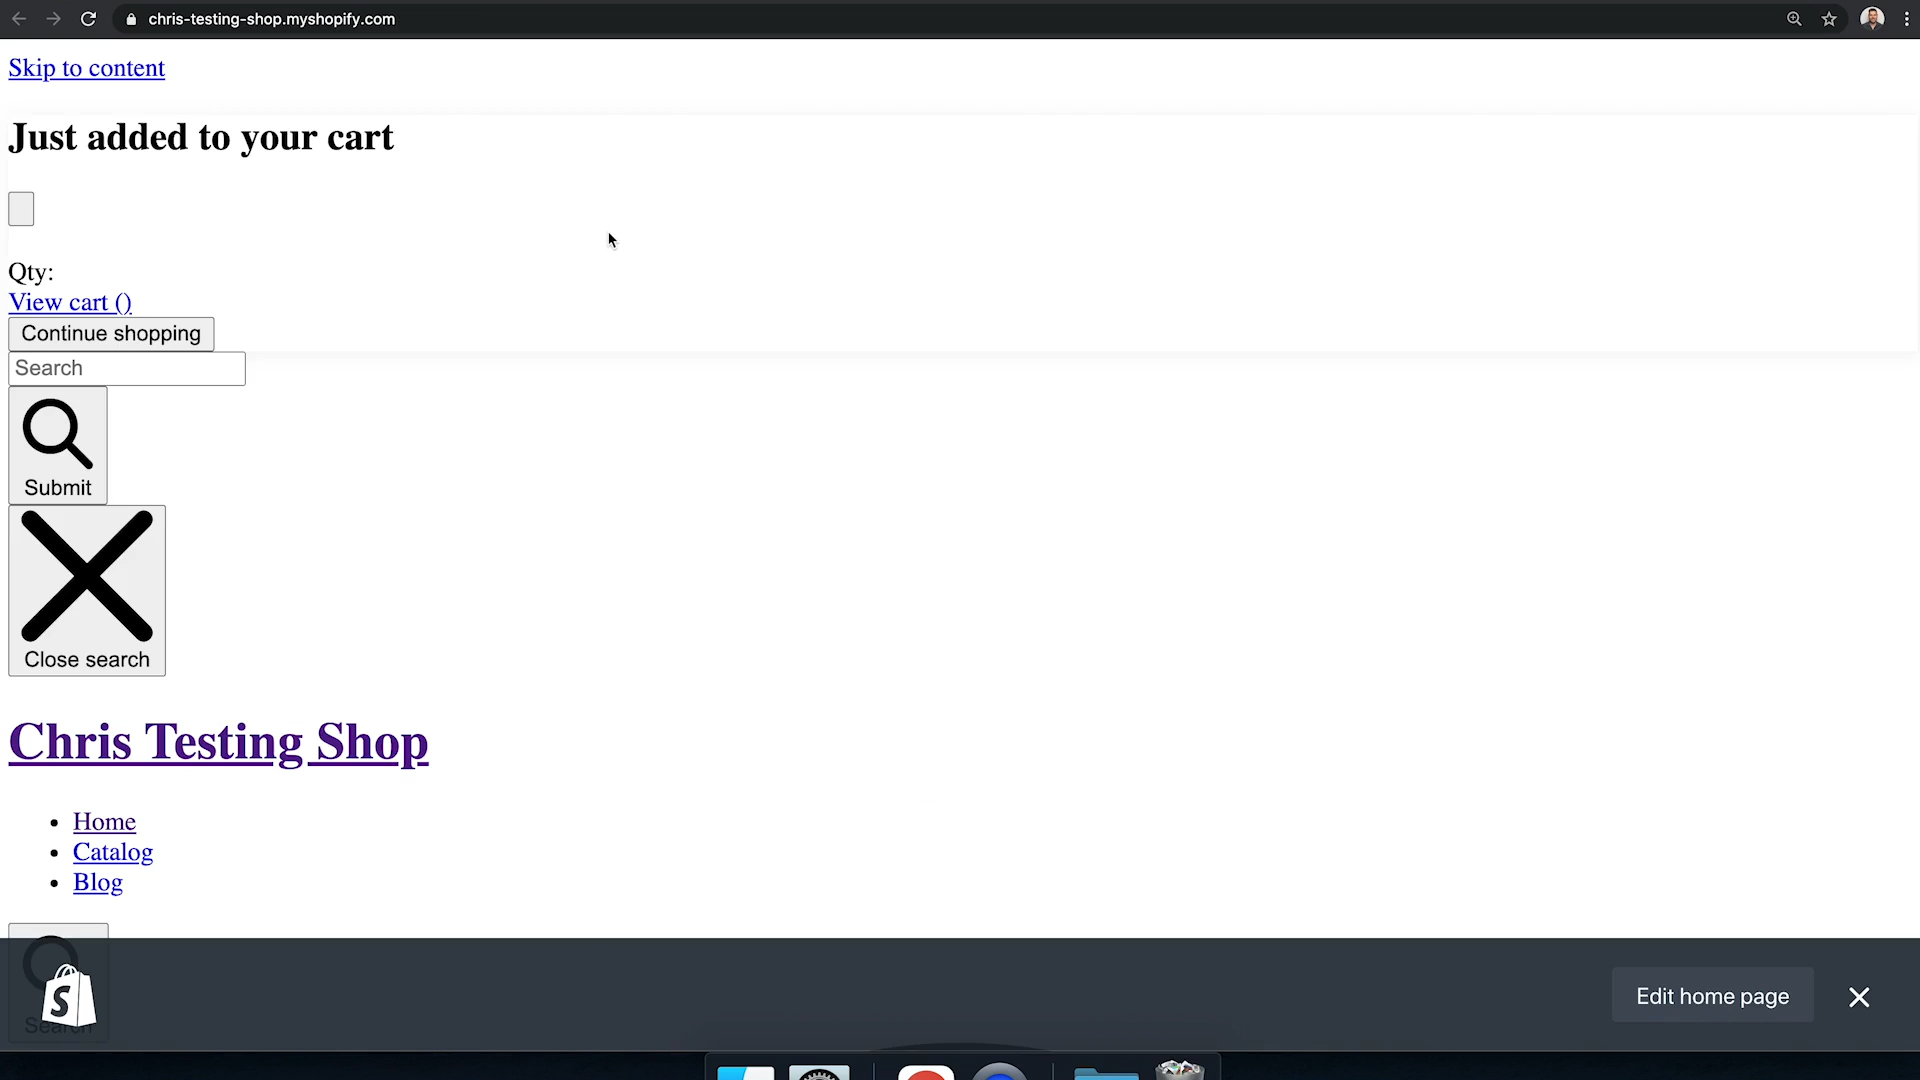 chris-testing-shop.myshopify.com
Skip to content
Just added to your cart
Qty:
View cart ()
Continue shopping
Search
Submit
Close search
Chris Testing Shop
Home
Catalog
Blog
Search
Edit home page